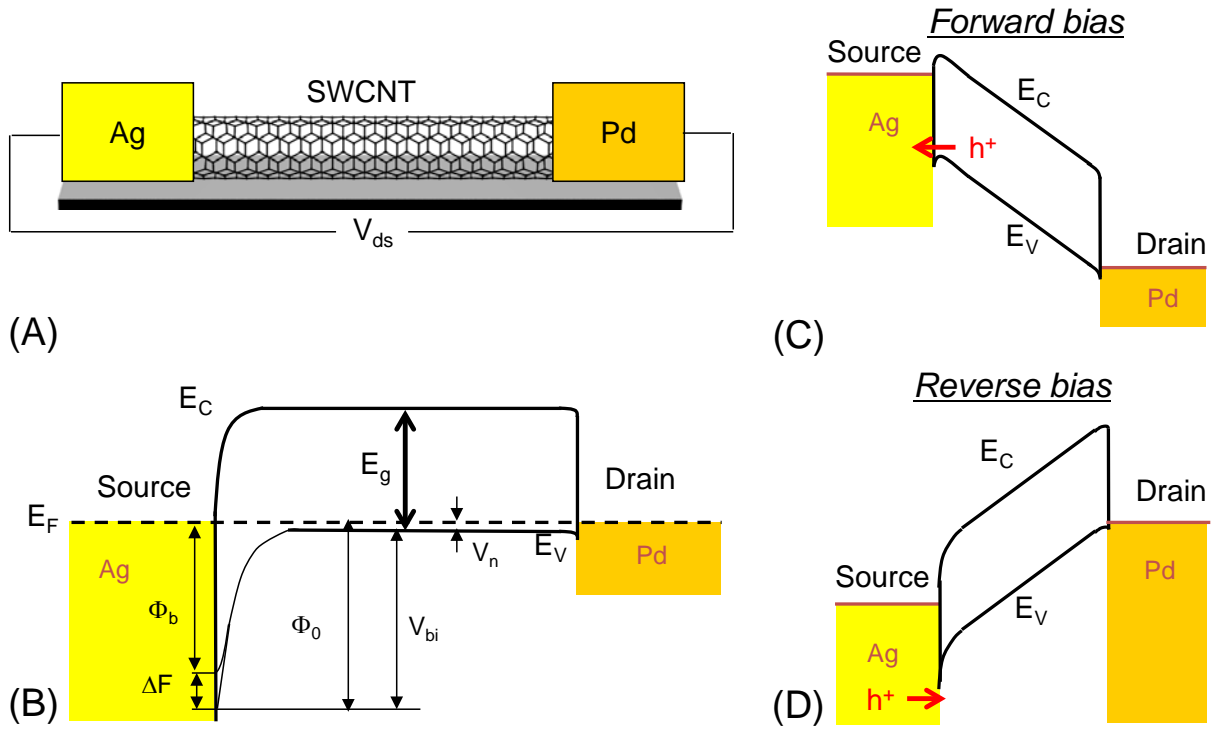 SWCNT
Ag
Pd
V_ds
(A)
Forward bias
Source
E_C
Ag
h⁺
E_V
Drain
Pd
(C)
E_C
E_g
Source
Drain
E_F
V_n
E_V
Ag
Pd
Φ_b
Φ_0
V_bi
ΔF
(B)
Reverse bias
E_C
Drain
Pd
Source
E_V
Ag
h⁺
(D)